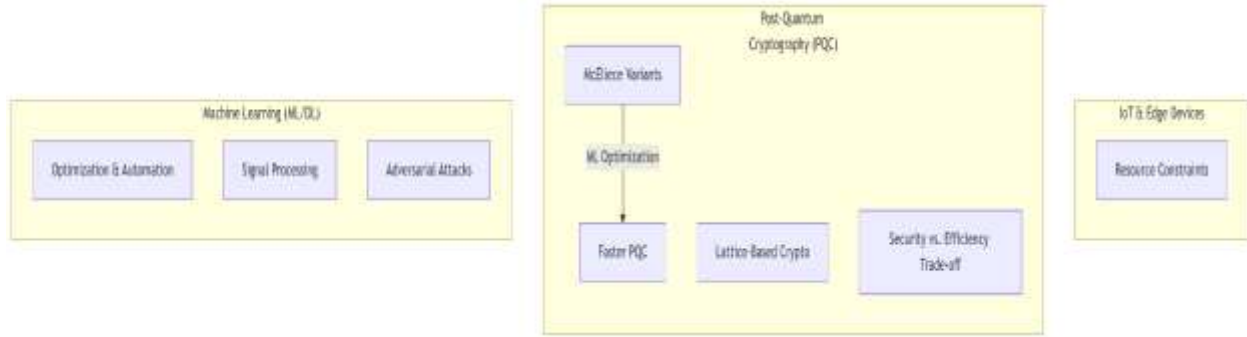 Machine Learning (ML/DL)
Optimization & Automation
Signal Processing
Adversarial Attacks
Post-Quantum
Cryptography (PQC)
McEliece Variants
ML Optimization
Faster PQC
Lattice-Based Crypto
Security vs. Efficiency
Trade-off
IoT & Edge Devices
Resource Constraints